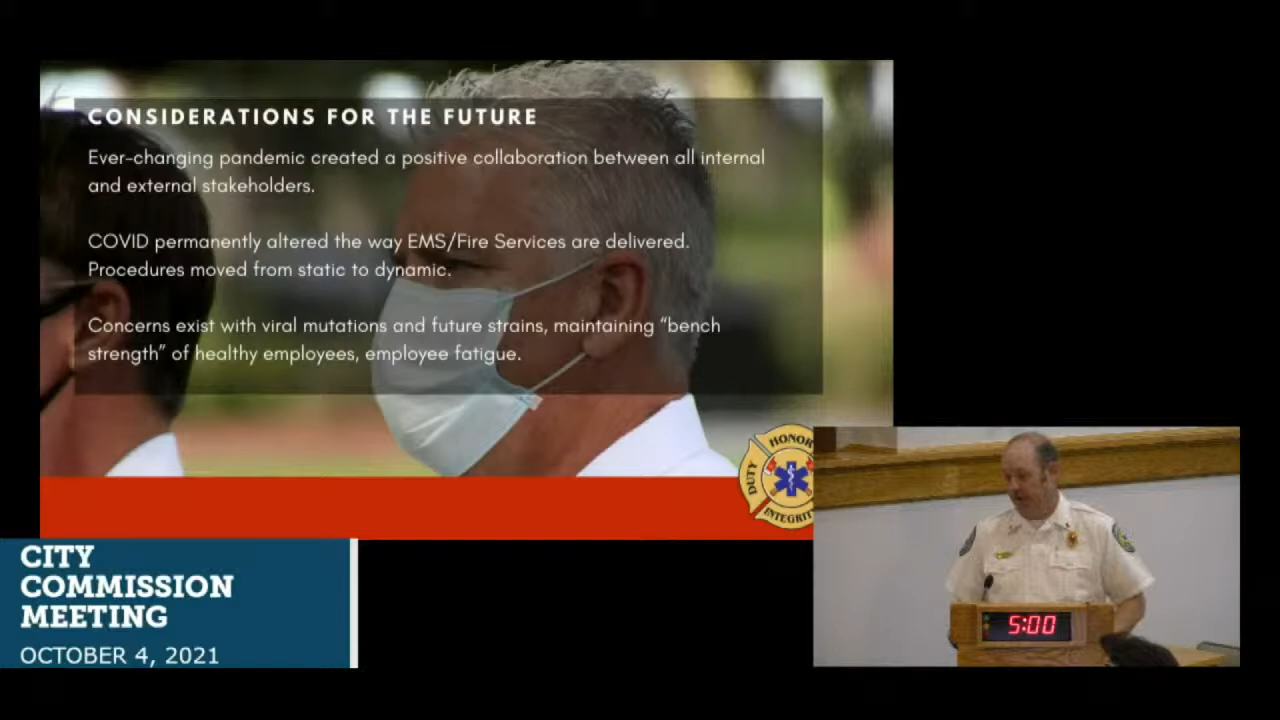 CONSIDERATIONS FOR THE FUTURE
Ever-changing pandemic created a positive collaboration between all internal
and external stakeholders.
COVID permanently altered the way EMS/Fire Services are delivered.
Procedures moved from static to dynamic.
Concerns exist with viral mutations and future strains, maintaining “bench
strength” of healthy employees, employee fatigue.
HONOR
DUTY
INTEGRIT
5:00
CITY
COMMISSION
MEETING
OCTOBER 4, 2021